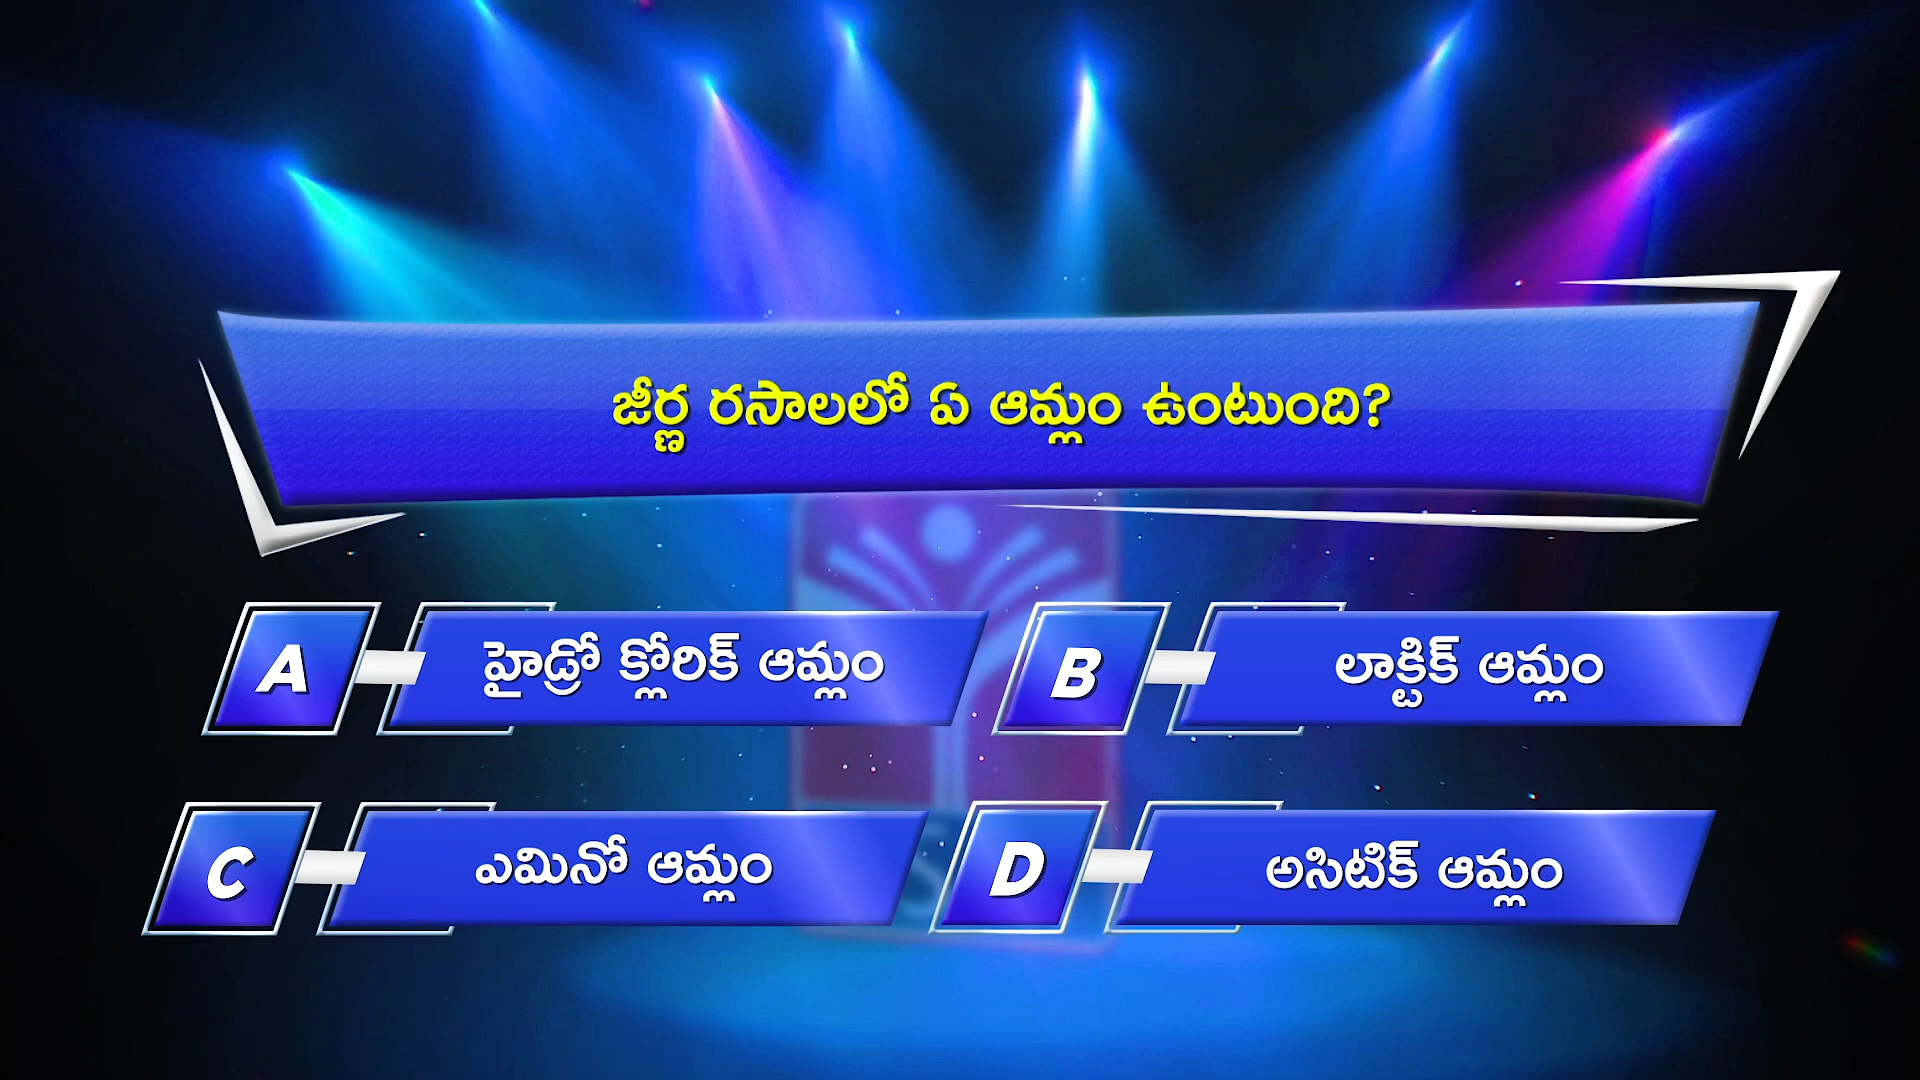 జీర్ణ రసాలలో ఏ ఆమ్లం ఉంటుంది?
A హైడ్రో క్లోరిక్ ఆమ్లం
B లాక్టిక్ ఆమ్లం
C ఎమినో ఆమ్లం
D అసిటిక్ ఆమ్లం